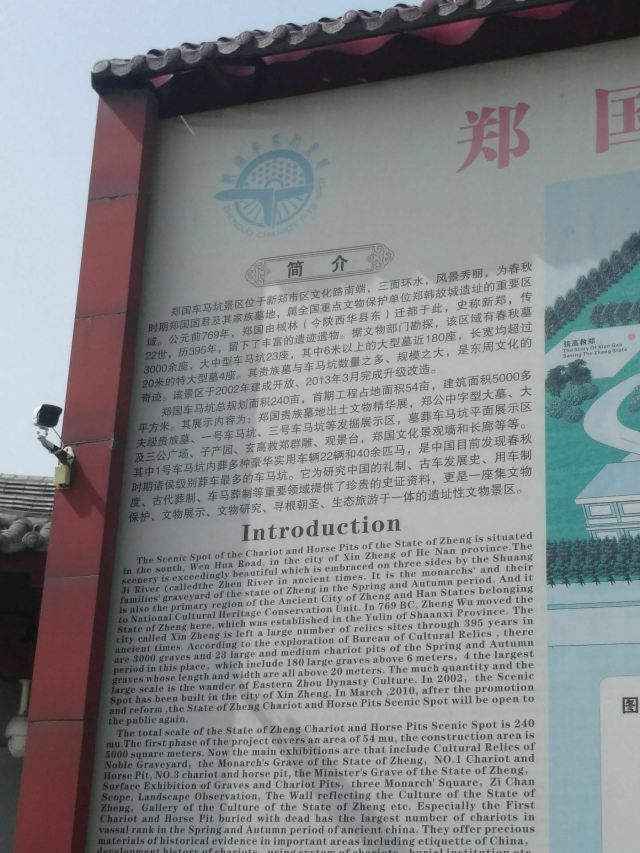 郑国
ZHENGGUO CHARIOT PITS SPOT
简 介
郑国车马坑景区位于新郑市区文化路南端，三面环水，风景秀丽，为春秋
时期郑国国君及其家族墓地，属全国重点文物保护单位郑韩故城遗址的重要区
域。公元前769年，郑国由棫林（今陕西华县东）迁都于此，史称新郑，传
22世，历395年，留下了丰富的遗迹遗物。据文物部门勘探，该区域有春秋墓
3000余座，大中型车马坑23座，其中6米以上的大型墓近180座，长宽均超过
20米的特大型墓4座。其贵族墓与车马坑数量之多、规模之大，是东周文化的
奇迹。该景区于2002年建成开放、2013年3月完成升级改造。
郑国车马坑总规划面积240亩，首期工程占地面积54亩，建筑面积5000多
平方米。其展示内容为：郑国贵族墓地出土文物精华展，郑公中字型大墓、大
夫级贵族墓、一号车马坑、三号车马坑等发掘展示区，墓葬车马坑平面展示区
及三公广场、子产园、玄高救郑群雕、观景台，郑国文化景观墙和长廊等等。
其中1号车马坑内葬多种豪华实用车辆22辆和40余匹马，是中国目前发现春秋
时期诸侯级别葬车最多的车马坑。它为研究中国的礼制、古车发展史、用车制
度、古代葬制、车马葬制等重要领域提供了珍贵的史证资料，更是一座集文物
保护、文物展示、文物研究、寻根朝圣、生态旅游于一体的遗址性文物景区。
Introduction
The Scenic Spot of the Chariot and Horse Pits of the State of Zheng is situated
in the south, Wen Hua Road, in the city of Xin Zheng of He Nan province.The
scenery is exceedingly beautiful which is embraced on three sides by the Shuang
Ji River (calledthe Zhen River in ancient times. It is the monarchs' and their
families' graveyard of the state of Zheng in the Spring and Autumn period. And it
is also the primary region of the Ancient City of Zheng and Han States belonging
to National Cultural Heritage Conservation Unit. In 769 BC, Zheng Wu moved the
State of Zheng here, which was established in the Yulin of Shaanxi Province. The
city called Xin Zheng is left a large number of relics sites through 395 years in
ancient times. According to the exploration of Bureau of Cultural Relics , there
are 3000 graves and 23 large and medium chariot pits of the Spring and Autumn
period in this place, which include 180 large graves above 6 meters, 4 the largest
graves whose length and width are all above 20 meters. The much quantity and the
large scale is the wander of Eastern Zhou Dynasty Culture. In 2002, the Scenic
Spot has been built in the city of Xin Zheng. In March ,2010, after the promotion
and reform ,the State of Zheng Chariot and Horse Pits Scenic Spot will be open to
the public again.
The total scale of the State of Zheng Chariot and Horse Pits Scenic Spot is 240
mu.The first phase of the project covers an area of 54 mu, the construction area is
5000 square meters. Now the main exhibitions are that include Cultural Relics of
Noble Graveyard, the Monarch's Grave of the State of Zheng, NO.1 Chariot and
Horse Pit, NO.3 chariot and horse pit, the Minister's Grave of the State of Zheng,
Surface Exhibition of Graves and Chariot Pits, three Monarch' Square, Zi Chan
Scope, Landscape Observation, The Wall reflecting the Culture of the State of
Zheng, Gallery of the Culture of the State of Zheng etc. Especially the First
Chariot and Horse Pit buried with dead has the largest number of chariots in
vassal rank in the Spring and Autumn period of ancient china. They offer precious
materials of historical evidence in important areas including etiquette of China,
development history of chariots, using system of chariots, burial institution etc
弦高救郑
The Story Of Xian Gao
Saving The Zheng State
图